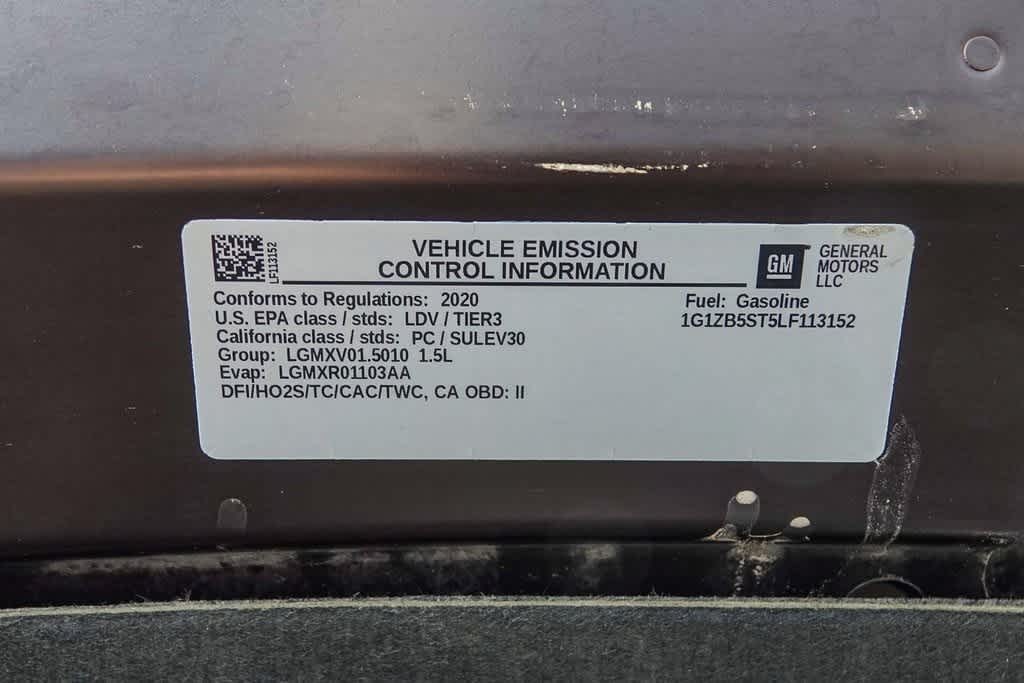 LF113152
VEHICLE EMISSION
CONTROL INFORMATION
GM
GENERAL
MOTORS
LLC
Conforms to Regulations: 2020
U.S. EPA class / stds: LDV / TIER3
California class / stds: PC / SULEV30
Group: LGMXV01.5010 1.5L
Evap: LGMXR01103AA
DFI/HO2S/TC/CAC/TWC, CA OBD: II
Fuel: Gasoline
1G1ZB5ST5LF113152